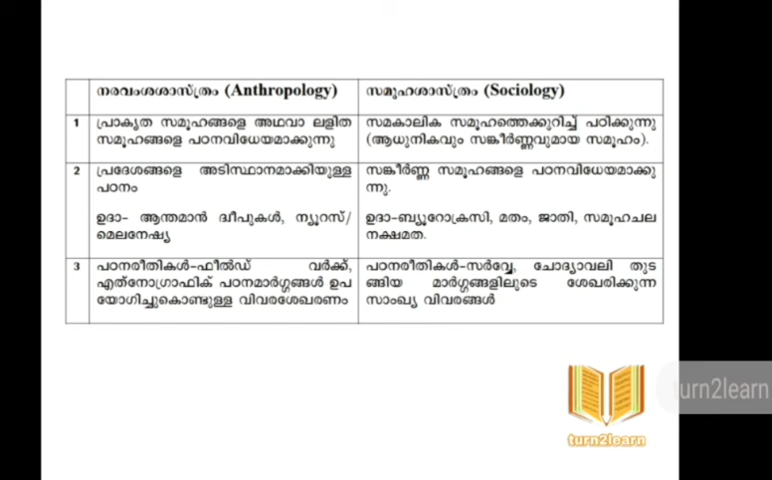 നരവംശശാസ്ത്രം (Anthropology)
സമൂഹശാസ്ത്രം (Sociology)
1
പ്രാകൃത സമൂഹങ്ങളെ അഥവാ ലളിത
സമൂഹങ്ങളെ പഠനവിധേയമാക്കുന്നു
സമകാലിക സമൂഹത്തെക്കുറിച്ച് പഠിക്കുന്നു
(ആധുനികവും സങ്കീർണ്ണവുമായ സമൂഹം).
2
പ്രദേശങ്ങളെ അടിസ്ഥാനമാക്കിയുള്ള
പഠനം
ഉദാ- ആന്തമാൻ ദ്വീപുകൾ, ന്യൂറസ്/
മെലനേഷ്യ
സങ്കീർണ്ണ സമൂഹങ്ങളെ പഠനവിധേയമാക്കു
ന്നു.
ഉദാ-ബ്യൂറോക്രസി, മതം, ജാതി, സമൂഹചല
നക്ഷമത.
3
പഠനരീതികൾ-ഫീൽഡ് വർക്ക്,
എത്നോഗ്രാഫിക് പഠനമാർഗ്ഗങ്ങൾ ഉപ
യോഗിച്ചുകൊണ്ടുള്ള വിവരശേഖരണം
പഠനരീതികൾ-സർവ്വേ, ചോദ്യാവലി തുട
ങ്ങിയ മാർഗ്ഗങ്ങളിലൂടെ ശേഖരിക്കുന്ന
സാംഖ്യ വിവരങ്ങൾ
turn2learn
turn2learn